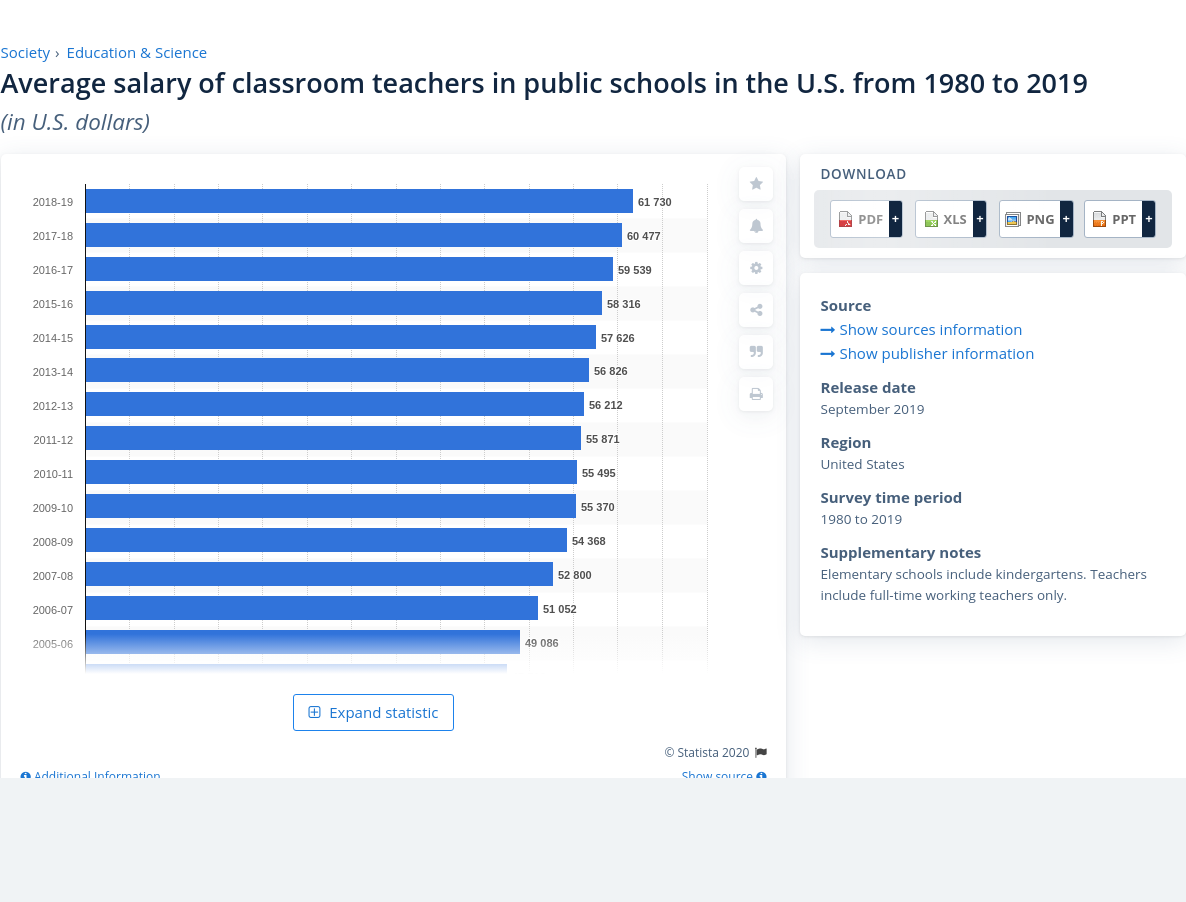 Society › Education & Science
Average salary of classroom teachers in public schools in the U.S. from 1980 to 2019
(in U.S. dollars)
2018-19 61 730
2017-18 60 477
2016-17 59 539
2015-16 58 316
2014-15 57 626
2013-14 56 826
2012-13 56 212
2011-12 55 871
2010-11 55 495
2009-10 55 370
2008-09 54 368
2007-08 52 800
2006-07 51 052
2005-06 49 086
Expand statistic
© Statista 2020
Additional Information Show source
DOWNLOAD
PDF + XLS + PNG + PPT +
Source
Show sources information
Show publisher information
Release date
September 2019
Region
United States
Survey time period
1980 to 2019
Supplementary notes
Elementary schools include kindergartens. Teachers
include full-time working teachers only.